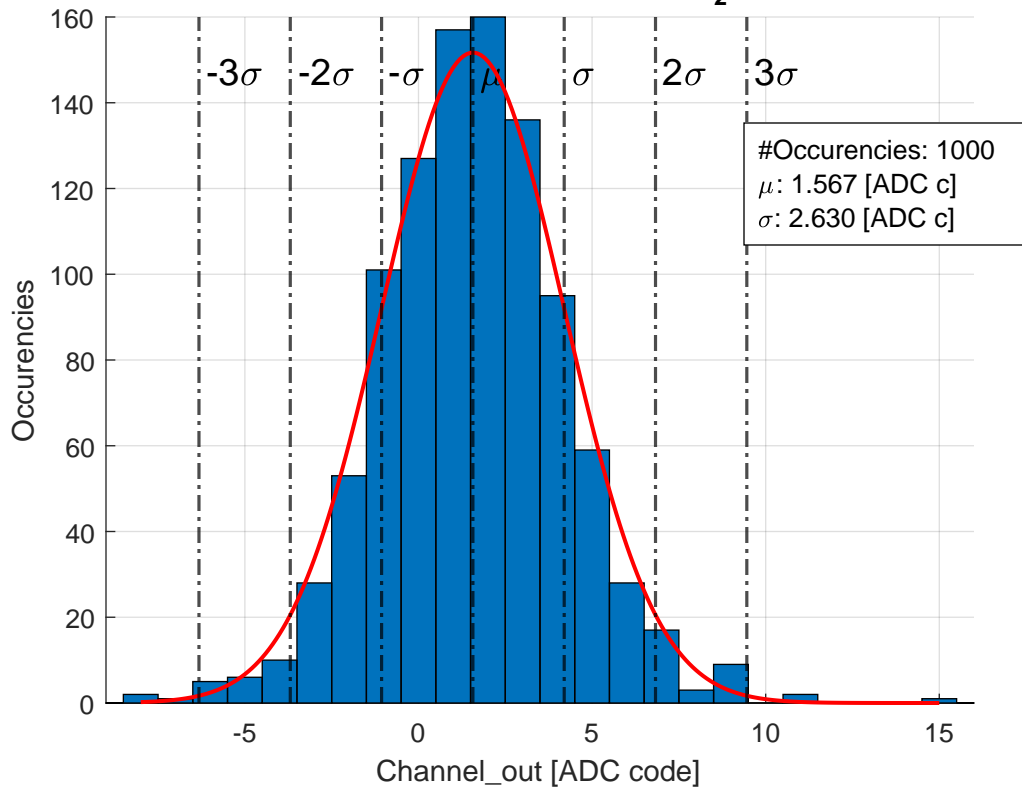 2
160
-3σ -2σ -σ μ σ 2σ 3σ
140
#Occurencies: 1000
μ: 1.567 [ADC c]
σ: 2.630 [ADC c]
120
100
80
60
40
20
0
Occurencies
-5 0 5 10 15
Channel_out [ADC code]